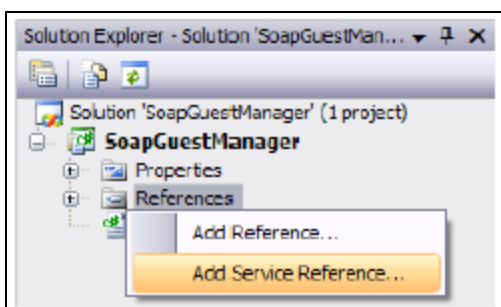 Solution Explorer - Solution 'SoapGuestMan...
Solution 'SoapGuestManager' (1 project)
SoapGuestManager
Properties
References
Add Reference...
Add Service Reference...